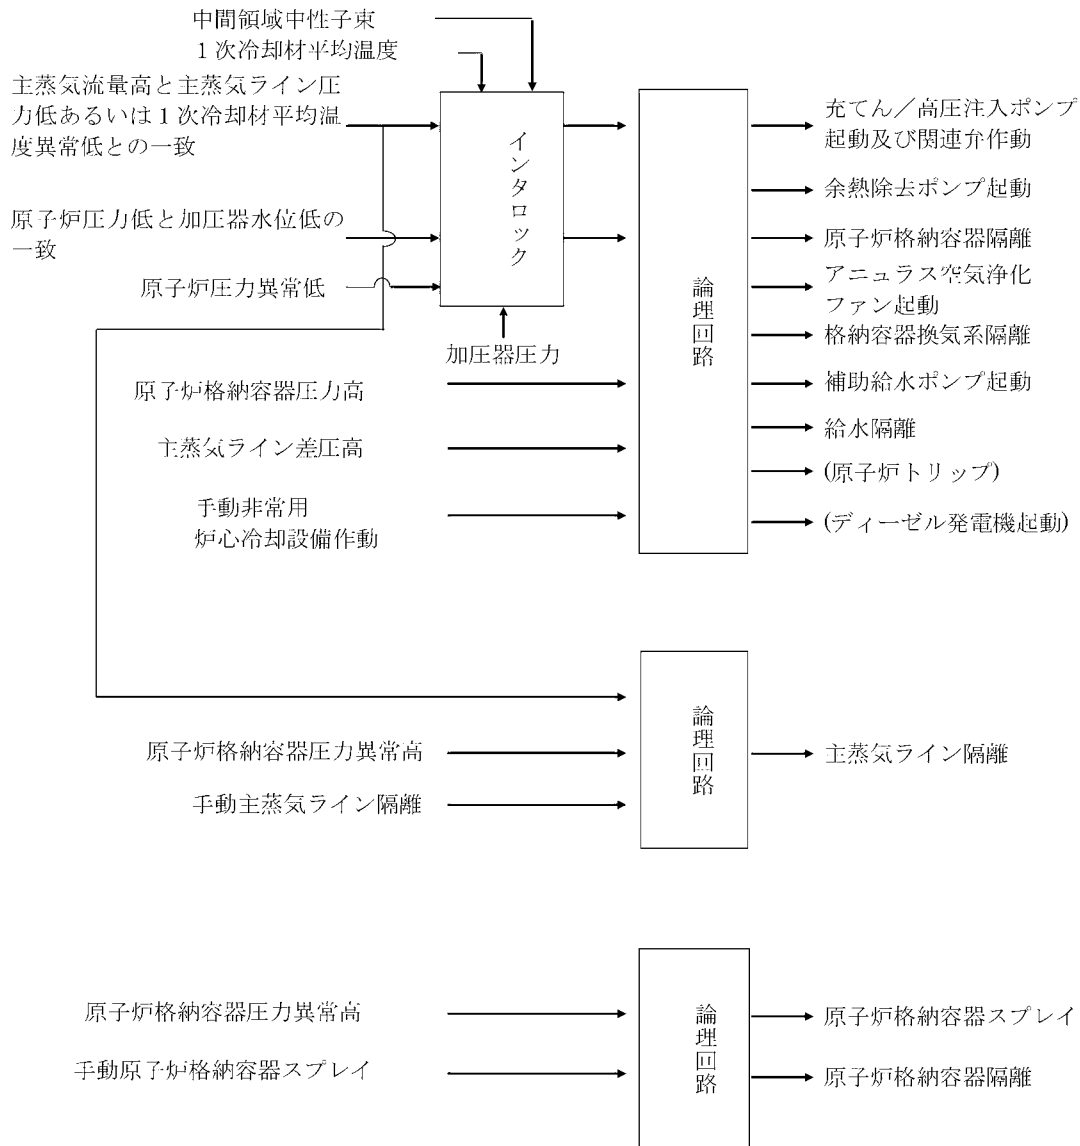 中間領域中性子束
１次冷却材平均温度
主蒸気流量高と主蒸気ライン圧
力低あるいは１次冷却材平均温
度異常低との一致
原子炉圧力低と加圧器水位低の
一致
原子炉圧力異常低
インタロック
加圧器圧力
原子炉格納容器圧力高
主蒸気ライン差圧高
手動非常用
炉心冷却設備作動
論理回路
充てん／高圧注入ポンプ
起動及び関連弁作動
余熱除去ポンプ起動
原子炉格納容器隔離
アニュラス空気浄化
ファン起動
格納容器換気系隔離
補助給水ポンプ起動
給水隔離
(原子炉トリップ)
(ディーゼル発電機起動)
原子炉格納容器圧力異常高
手動主蒸気ライン隔離
論理回路
主蒸気ライン隔離
原子炉格納容器圧力異常高
手動原子炉格納容器スプレイ
論理回路
原子炉格納容器スプレイ
原子炉格納容器隔離